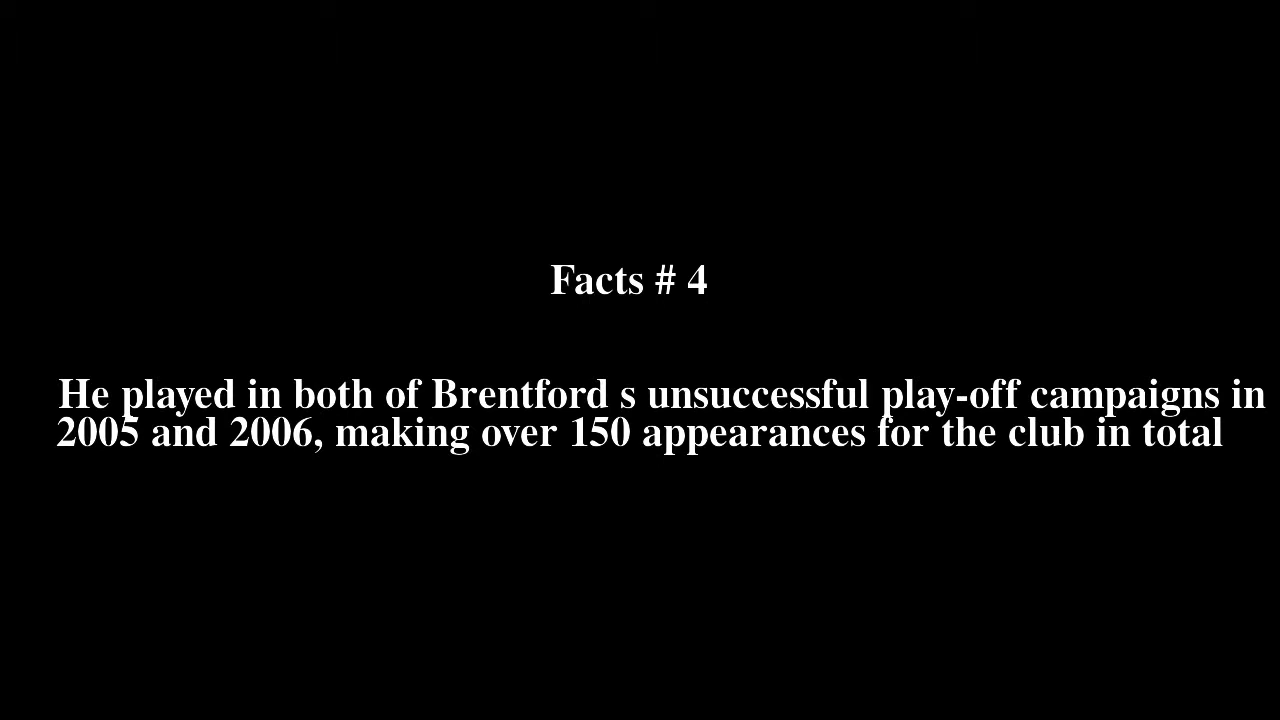 Facts # 4
He played in both of Brentford s unsuccessful play-off campaigns in
2005 and 2006, making over 150 appearances for the club in total